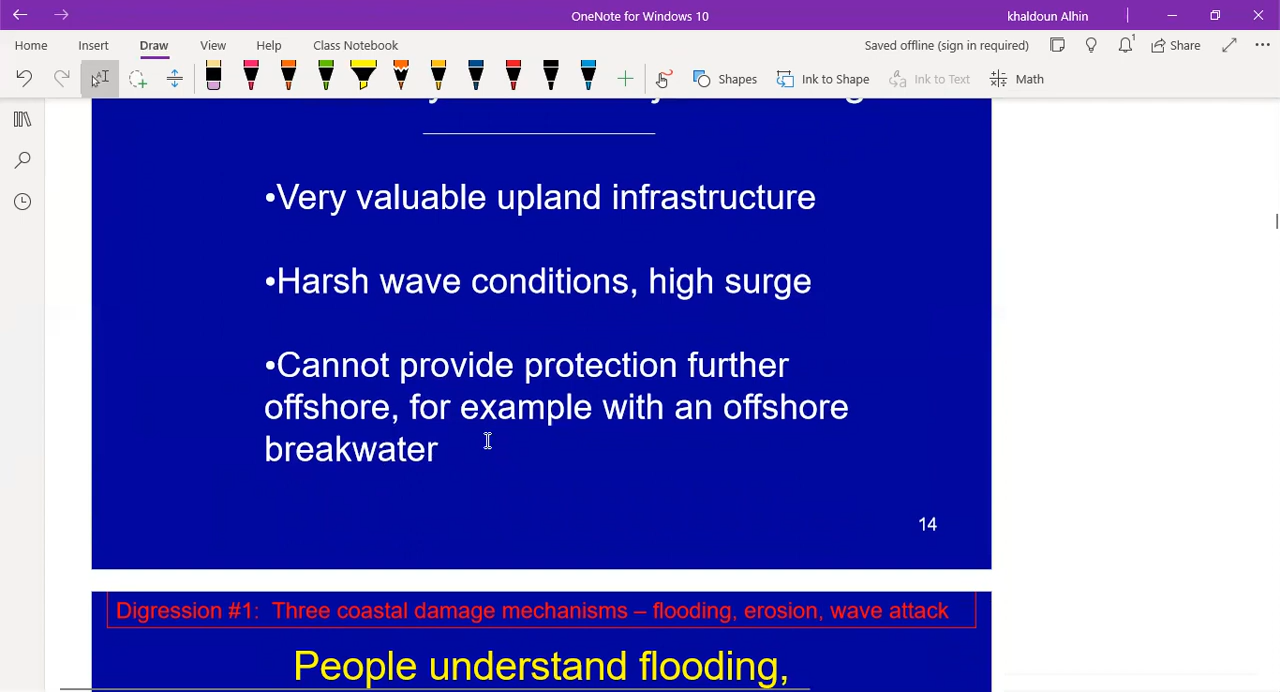 OneNote for Windows 10
khaldoun Alhin
Home Insert Draw View Help Class Notebook
Saved offline (sign in required)
1
Share
Shapes
Ink to Shape
Ink to Text
Math
•Very valuable upland infrastructure
•Harsh wave conditions, high surge
•Cannot provide protection further
offshore, for example with an offshore
breakwater
14
Digression #1: Three coastal damage mechanisms – flooding, erosion, wave attack
People understand flooding,